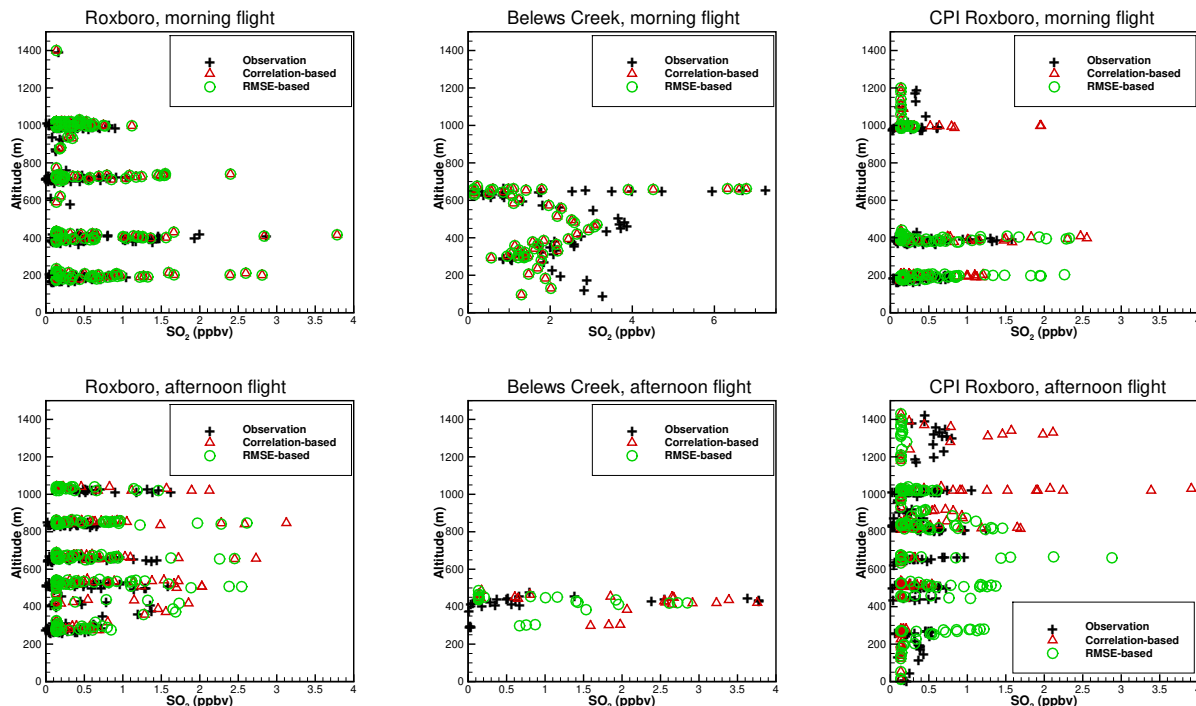 Roxboro, morning flight
Altitude (m)
1400
1200
1000
800
600
400
200
0
Observation
Correlation-based
RMSE-based
0 0.5 1 1.5 2 2.5 3 3.5 4
SO2 (ppbv)
Belews Creek, morning flight
Altitude (m)
1400
1200
1000
800
600
400
200
0
Observation
Correlation-based
RMSE-based
0 2 4 6
SO2 (ppbv)
CPI Roxboro, morning flight
Altitude (m)
1400
1200
1000
800
600
400
200
0
Observation
Correlation-based
RMSE-based
0 0.5 1 1.5 2 2.5 3 3.5 4
SO2 (ppbv)
Roxboro, afternoon flight
Altitude (m)
1400
1200
1000
800
600
400
200
0
Observation
Correlation-based
RMSE-based
0 0.5 1 1.5 2 2.5 3 3.5 4
SO2 (ppbv)
Belews Creek, afternoon flight
Altitude (m)
1400
1200
1000
800
600
400
200
0
Observation
Correlation-based
RMSE-based
0 0.5 1 1.5 2 2.5 3 3.5 4
SO2 (ppbv)
CPI Roxboro, afternoon flight
Altitude (m)
1400
1200
1000
800
600
400
200
0
Observation
Correlation-based
RMSE-based
0 0.5 1 1.5 2 2.5 3 3.5 4
SO2 (ppbv)